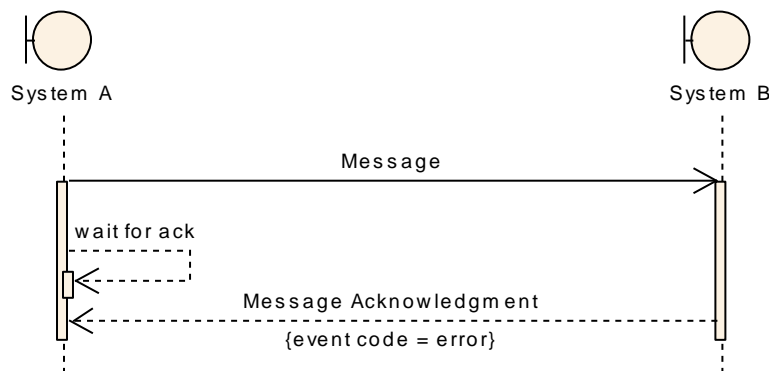 System A
System B
Message
wait for ack
Message Acknowledgment
{event code = error}